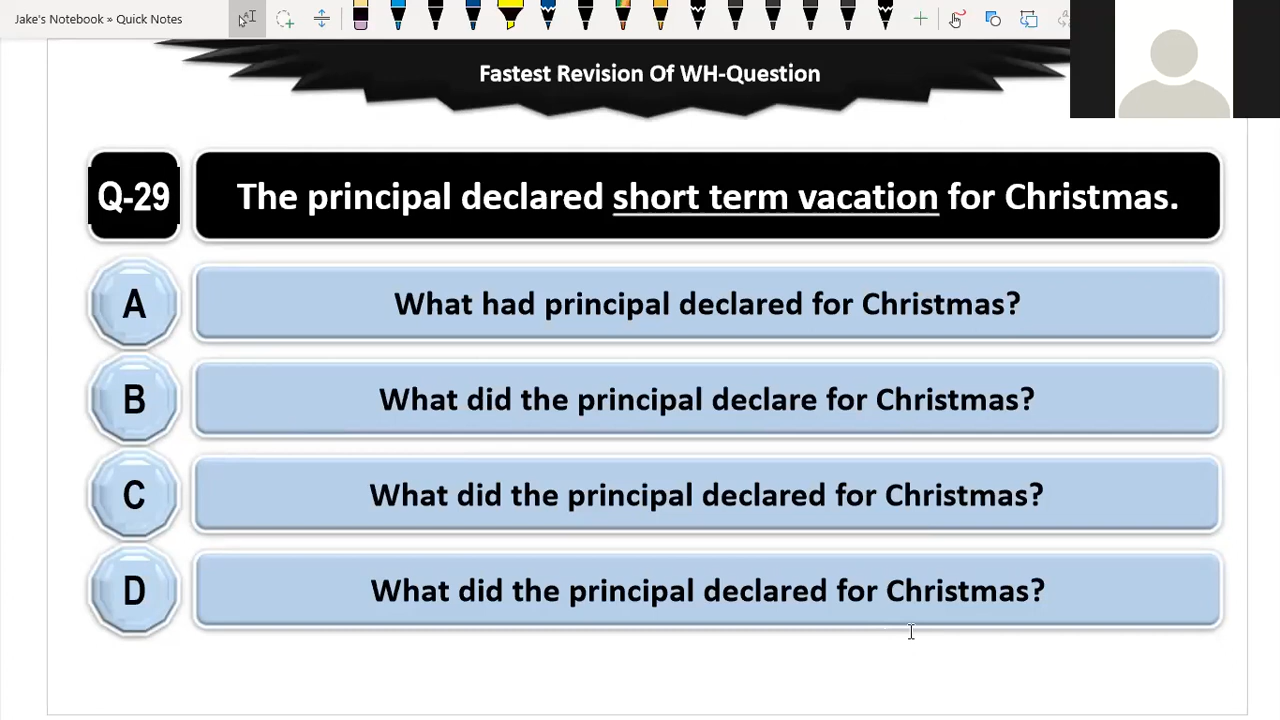 Jake's Notebook » Quick Notes
Fastest Revision Of WH-Question
Q-29 The principal declared short term vacation for Christmas.
A What had principal declared for Christmas?
B What did the principal declare for Christmas?
C What did the principal declared for Christmas?
D What did the principal declared for Christmas?